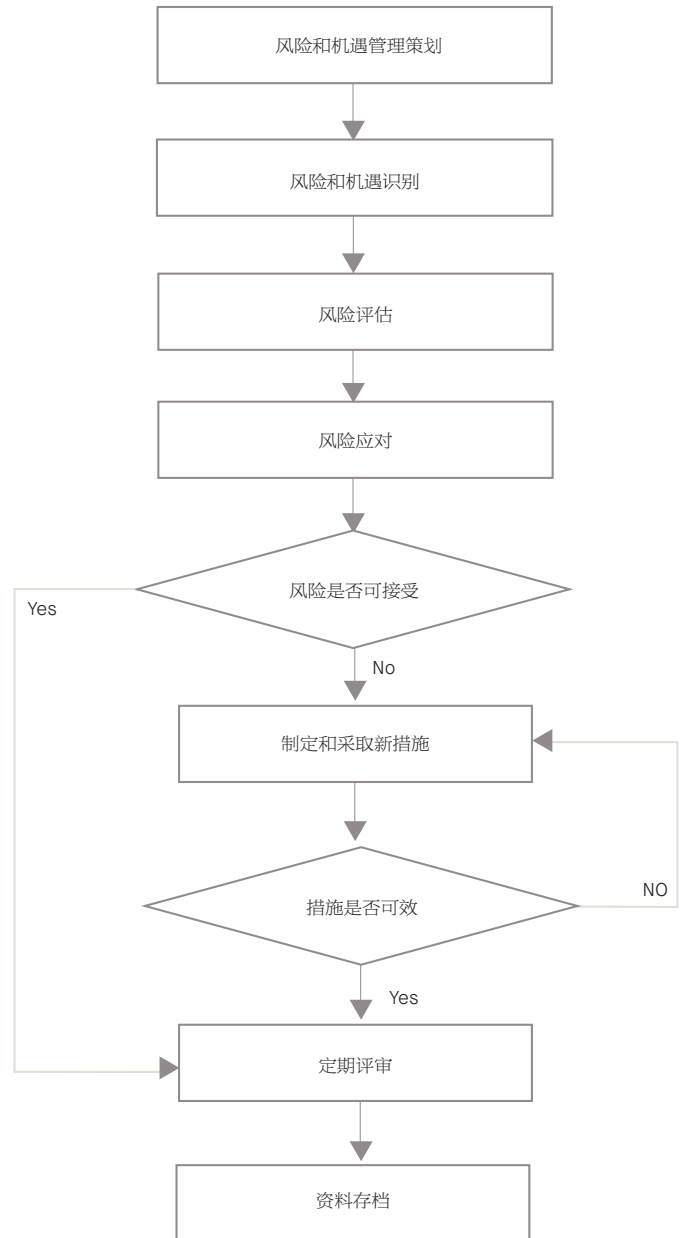 风险和机遇管理策划
风险和机遇识别
风险评估
风险应对
风险是否可接受
Yes
No
制定和采取新措施
NO
措施是否可效
Yes
定期评审
资料存档